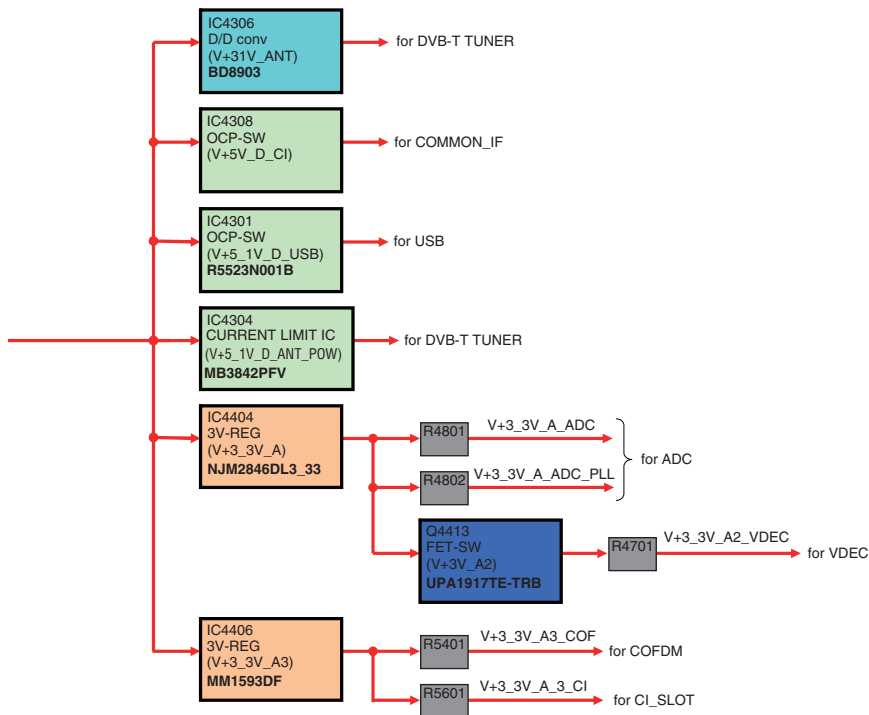 IC4306
D/D conv
(V+31V_ANT)
BD8903
for DVB-T TUNER
IC4308
OCP-SW
(V+5V_D_CI)
for COMMON_IF
IC4301
OCP-SW
(V+5_1V_D_USB)
R5523N001B
for USB
IC4304
CURRENT LIMIT IC
(V+5_1V_D_ANT_POW)
MB3842PFV
for DVB-T TUNER
IC4404
3V-REG
(V+3_3V_A)
NJM2846DL3_33
R4801
V+3_3V_A_ADC
R4802
V+3_3V_A_ADC_PLL
for ADC
Q4413
FET-SW
(V+3V_A2)
UPA1917TE-TRB
R4701
V+3_3V_A2_VDEC
for VDEC
IC4406
3V-REG
(V+3_3V_A3)
MM1593DF
R5401
V+3_3V_A3_COF
for COFDM
R5601
V+3_3V_A_3_CI
for CI_SLOT